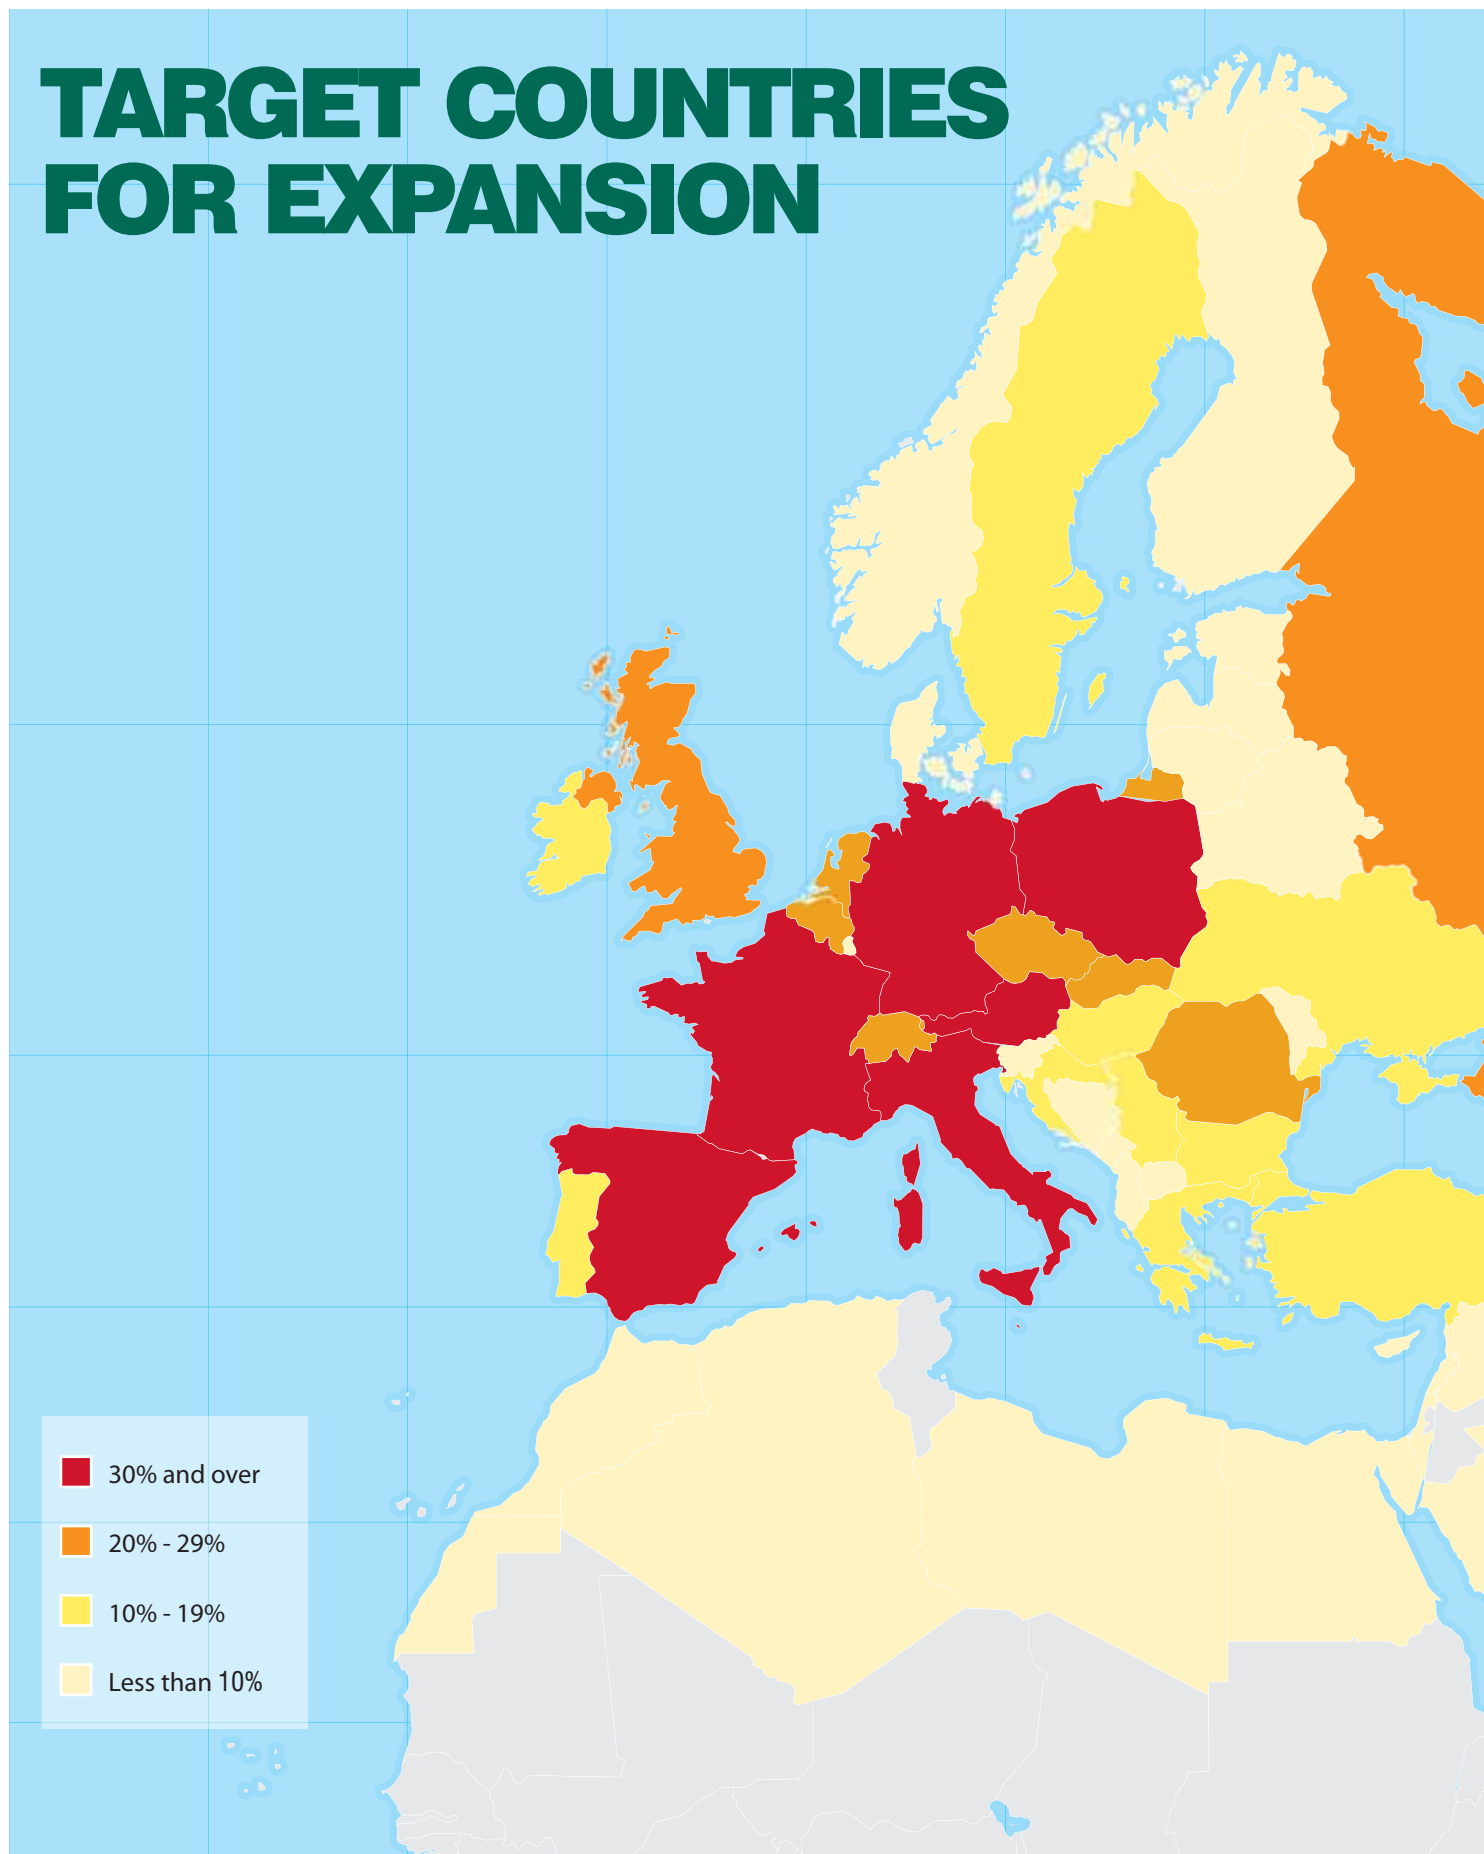 TARGET COUNTRIES
FOR EXPANSION
30% and over
20% - 29%
10% - 19%
Less than 10%